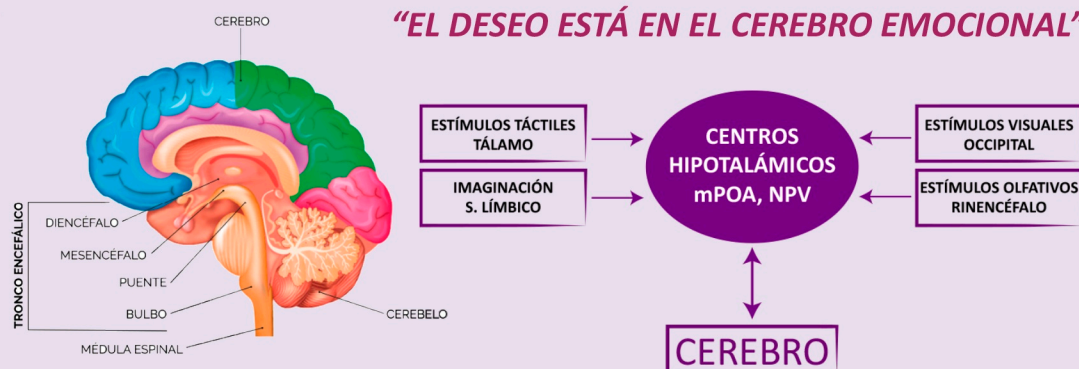 “EL DESEO ESTÁ EN EL CEREBRO EMOCIONAL”
CEREBRO
DIENCÉFALO
MESENCÉFALO
PUENTE
BULBO
MÉDULA ESPINAL
TRONCO ENCEFÁLICO
CEREBELO
ESTÍMULOS TÁCTILES
TÁLAMO
IMAGINACIÓN
S. LÍMBICO
CENTROS
HIPOTALÁMICOS
mPOA, NPV
ESTÍMULOS VISUALES
OCCIPITAL
ESTÍMULOS OLFATIVOS
RINENCÉFALO
CEREBRO